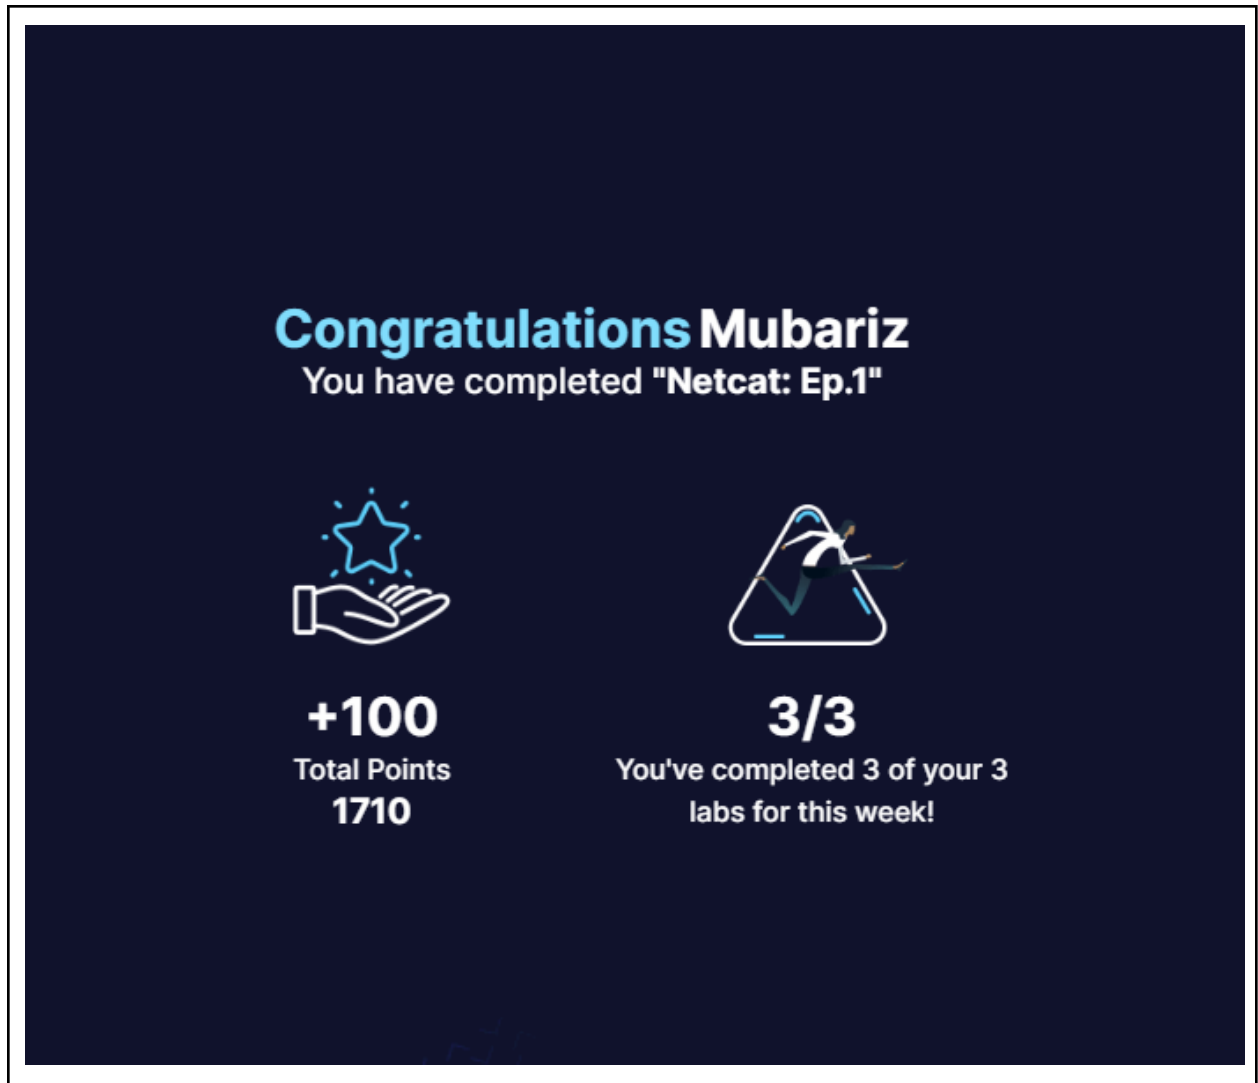 Congratulations Mubariz
You have completed "Netcat: Ep.1"
+100
Total Points
1710
3/3
You've completed 3 of your 3
labs for this week!